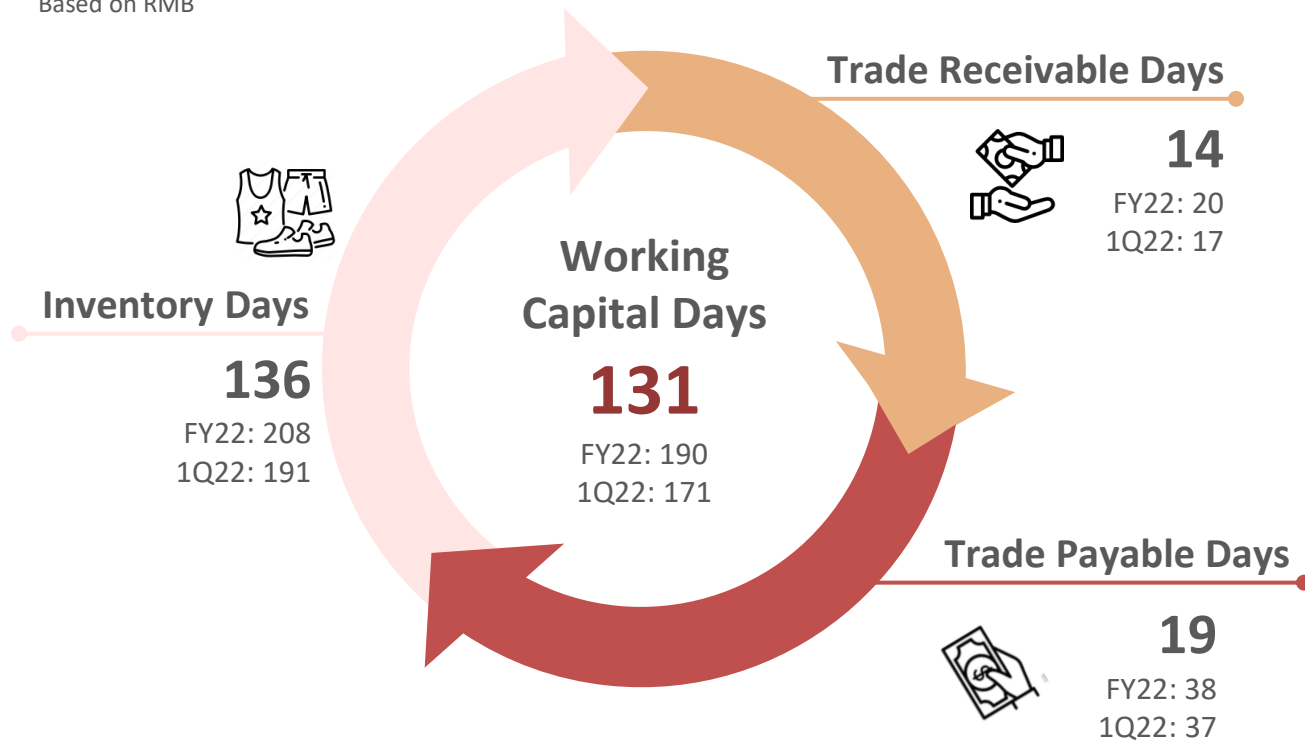 Based on RMB
Trade Receivable Days
14
FY22: 20
1Q22: 17
Working
Capital Days
131
FY22: 190
1Q22: 171
Inventory Days
136
FY22: 208
1Q22: 191
Trade Payable Days
19
FY22: 38
1Q22: 37